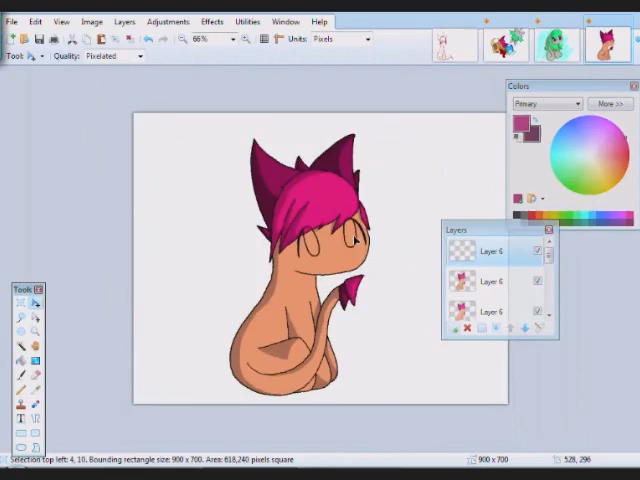 File Edit View Image Layers Adjustments Effects Utilities Window Help
66% Units: Pixels
Tool: Quality: Pixelated
Colors
Primary More >>
Layers
Layer 6
Layer 6
Layer 6
Tools
T
Selection top left: 4, 10. Bounding rectangle size: 900 x 700. Area: 618,240 pixels square 900 x 700 528, 296